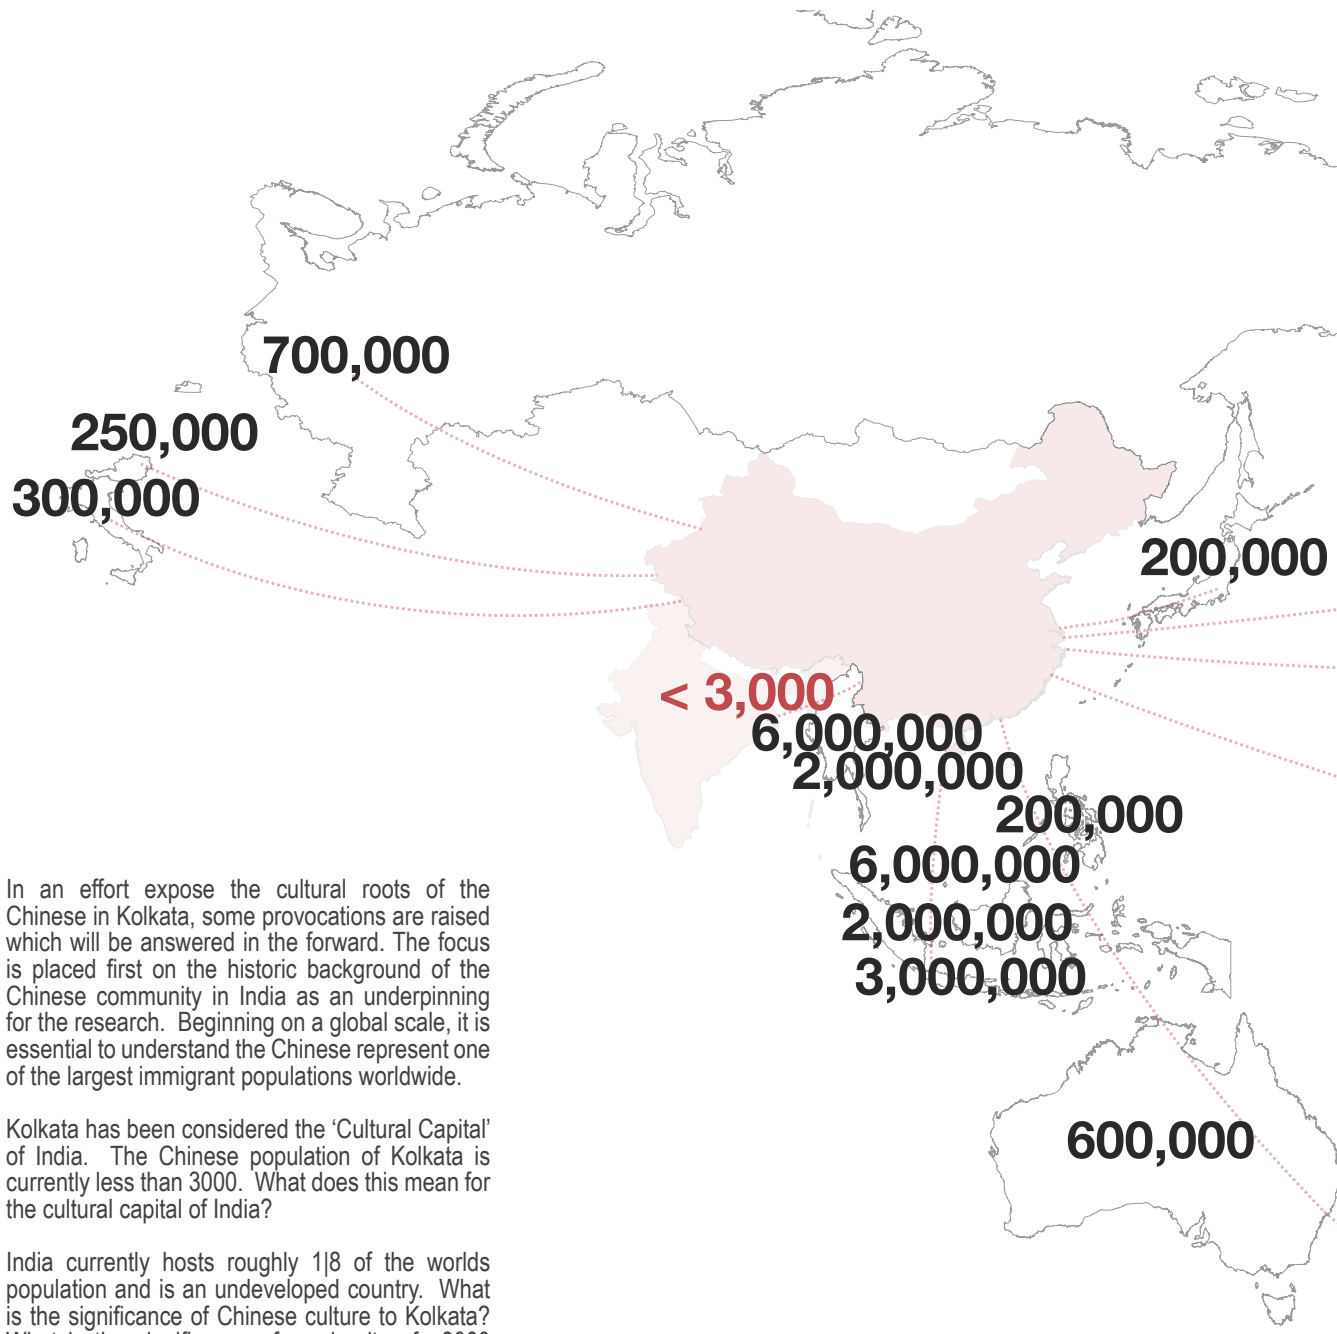 700,000
250,000
300,000
200,000
< 3,000
6,000,000
2,000,000
200,000
6,000,000
2,000,000
3,000,000
600,000
In an effort expose the cultural roots of the
Chinese in Kolkata, some provocations are raised
which will be answered in the forward. The focus
is placed first on the historic background of the
Chinese community in India as an underpinning
for the research. Beginning on a global scale, it is
essential to understand the Chinese represent one
of the largest immigrant populations worldwide.
Kolkata has been considered the ‘Cultural Capital’
of India. The Chinese population of Kolkata is
currently less than 3000. What does this mean for
the cultural capital of India?
India currently hosts roughly 1|8 of the worlds
population and is an undeveloped country. What
is the significance of Chinese culture to Kolkata?